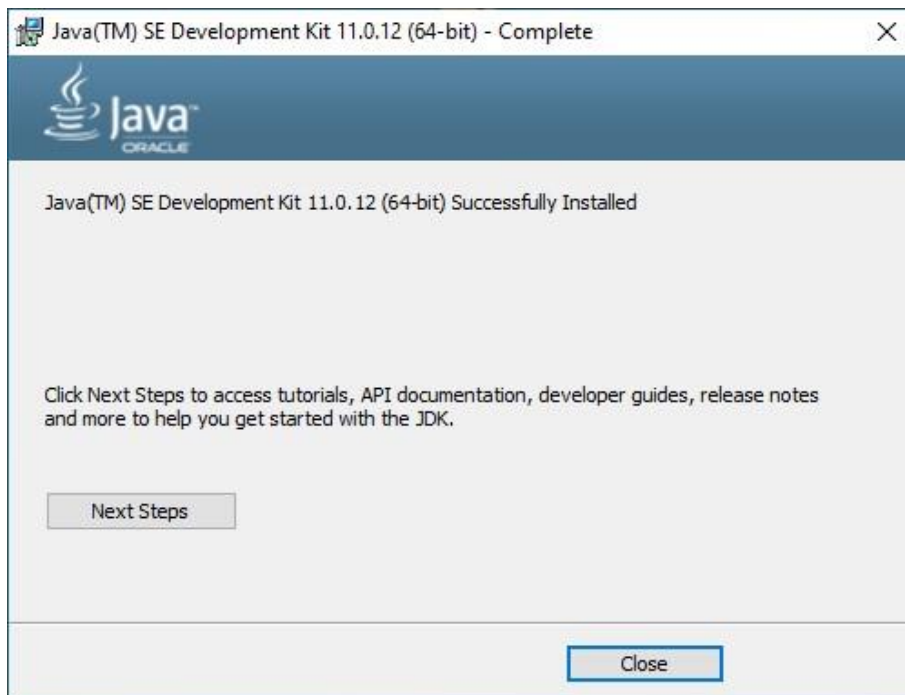 Java(TM) SE Development Kit 11.0.12 (64-bit) - Complete
Java™
ORACLE
Java(TM) SE Development Kit 11.0.12 (64-bit) Successfully Installed
Click Next Steps to access tutorials, API documentation, developer guides, release notes
and more to help you get started with the JDK.
Next Steps
Close